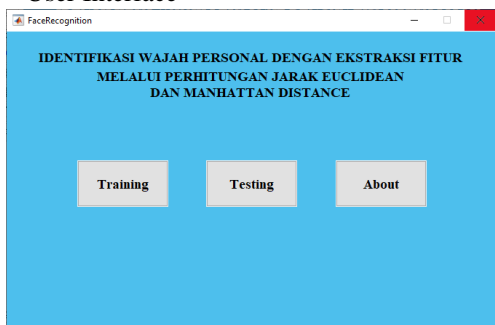 User Interface
FaceRecognition
IDENTIFIKASI WAJAH PERSONAL DENGAN EKSTRAKSI FITUR
MELALUI PERHITUNGAN JARAK EUCLIDEAN
DAN MANHATTAN DISTANCE
Training
Testing
About